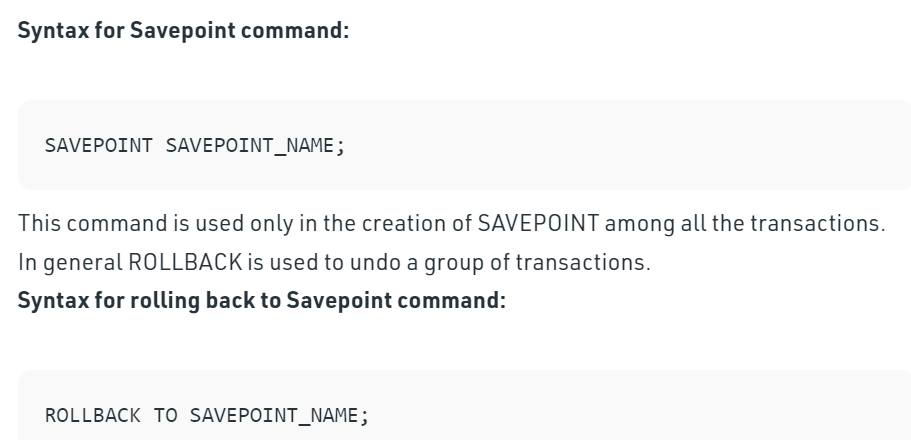 Syntax for Savepoint command:
SAVEPOINT SAVEPOINT_NAME;
This command is used only in the creation of SAVEPOINT among all the transactions.
In general ROLLBACK is used to undo a group of transactions.
Syntax for rolling back to Savepoint command:
ROLLBACK TO SAVEPOINT_NAME;